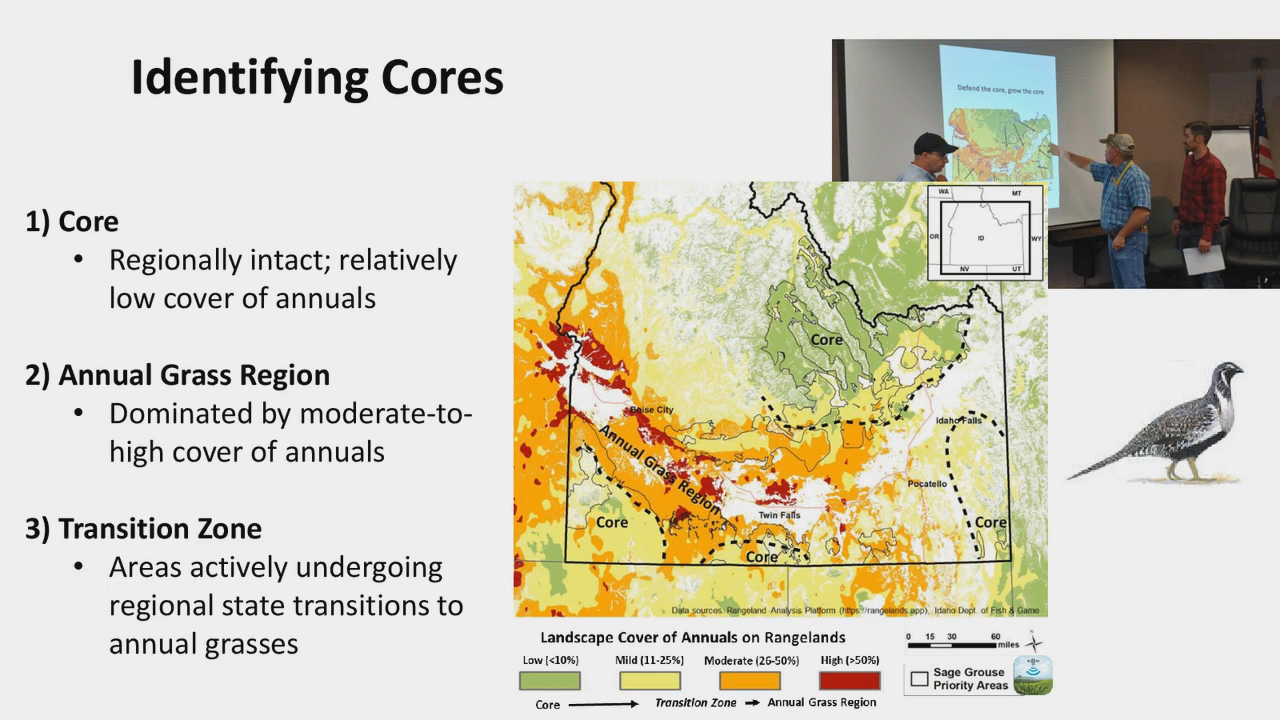 Identifying Cores
1) Core
• Regionally intact; relatively
low cover of annuals
2) Annual Grass Region
• Dominated by moderate-to-
high cover of annuals
3) Transition Zone
• Areas actively undergoing
regional state transitions to
annual grasses
Defend the core, grow the core
WA
MT
OR
ID
WY
NV
UT
Core
Boise City
Idaho Falls
Annual Grass Region
Pocatello
Twin Falls
Core
Core
Core
Data sources: Rangeland Analysis Platform (https://rangelands.app), Idaho Dept. of Fish & Game
Landscape Cover of Annuals on Rangelands
Low (<10%) Mild (11-25%) Moderate (26-50%) High (>50%)
Core Transition Zone Annual Grass Region
0 15 30 60
miles
N
Sage Grouse
Priority Areas